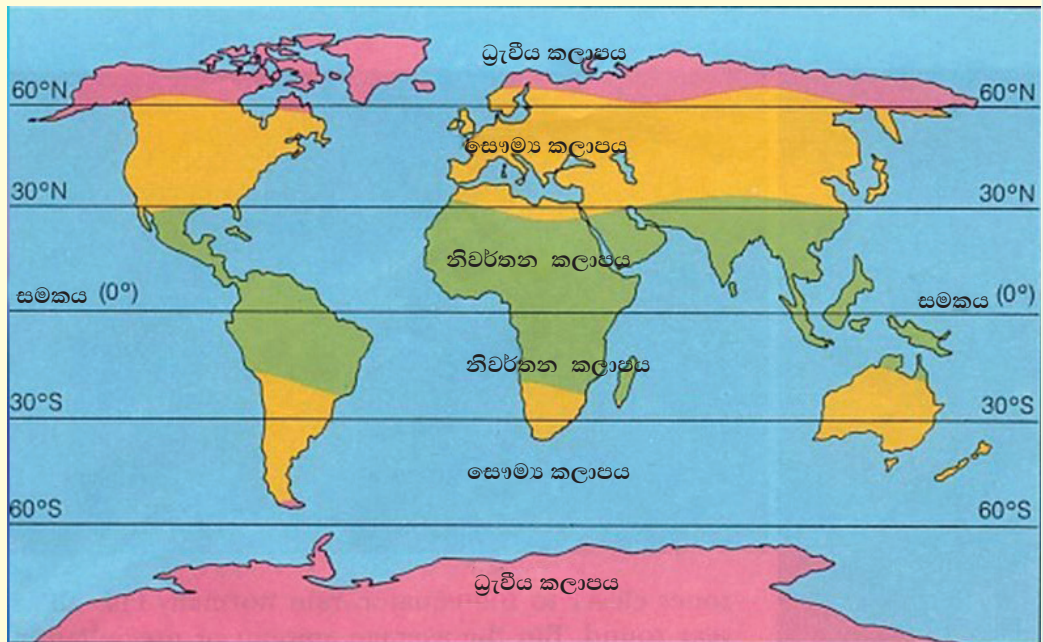 ධ්‍රැවීය කලාපය
60°N 60°N
සෞම්‍ය කලාපය
30°N 30°N
නිවර්තන කලාපය
සමකය (0°) සමකය (0°)
නිවර්තන කලාපය
30°S 30°S
සෞම්‍ය කලාපය
60°S 60°S
ධ්‍රැවීය කලාපය